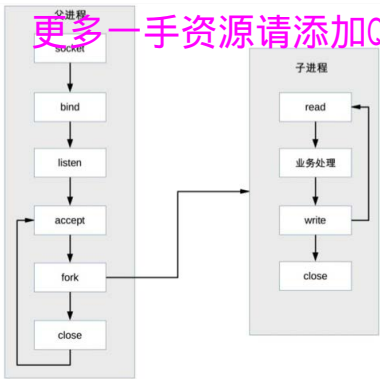 父进程
更多一手资源请添加Q
socket
bind
listen
accept
fork
close
子进程
read
业务处理
write
close